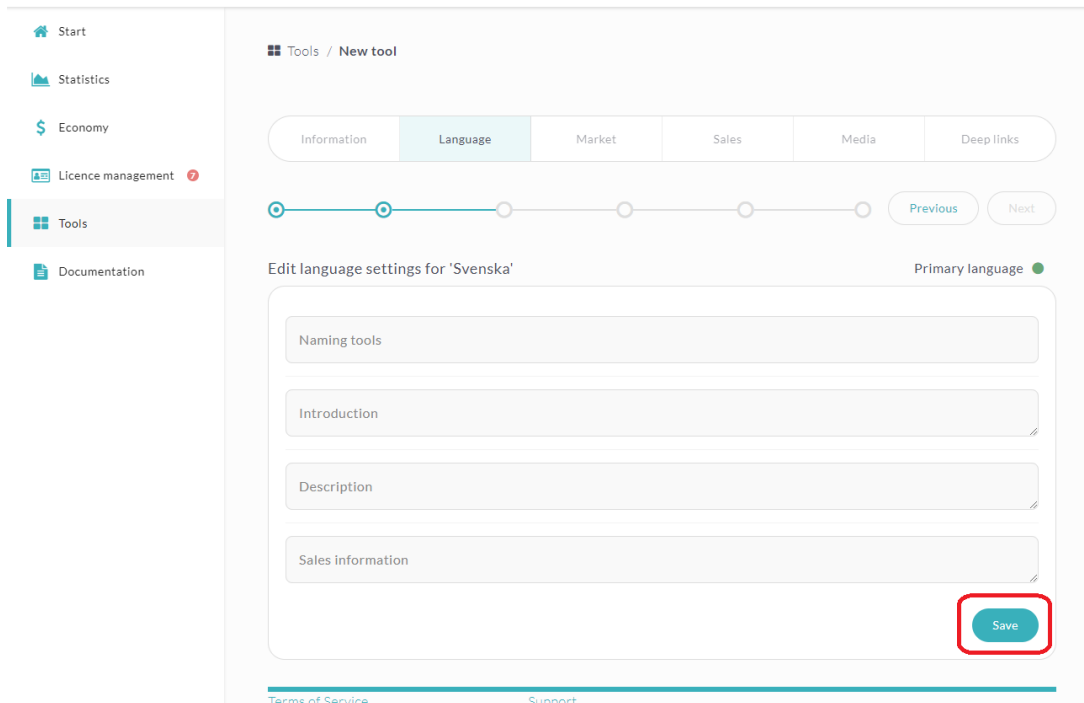 Start
Statistics
Economy
Licence management 7
Tools
Documentation
Tools / New tool
Information Language Market Sales Media Deep links
Previous Next
Edit language settings for 'Svenska' Primary language
Naming tools
Introduction
Description
Sales information
Save
Terms of Service Support